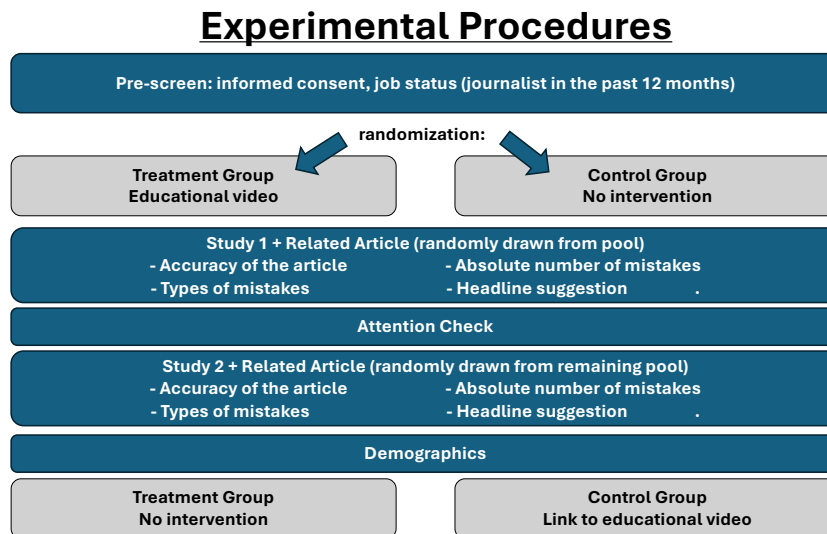 Experimental Procedures
Pre-screen: informed consent, job status (journalist in the past 12 months)
randomization:
Treatment Group
Educational video
Control Group
No intervention
Study 1 + Related Article (randomly drawn from pool)
- Accuracy of the article - Absolute number of mistakes
- Types of mistakes - Headline suggestion .
Attention Check
Study 2 + Related Article (randomly drawn from remaining pool)
- Accuracy of the article - Absolute number of mistakes
- Types of mistakes - Headline suggestion .
Demographics
Treatment Group
No intervention
Control Group
Link to educational video